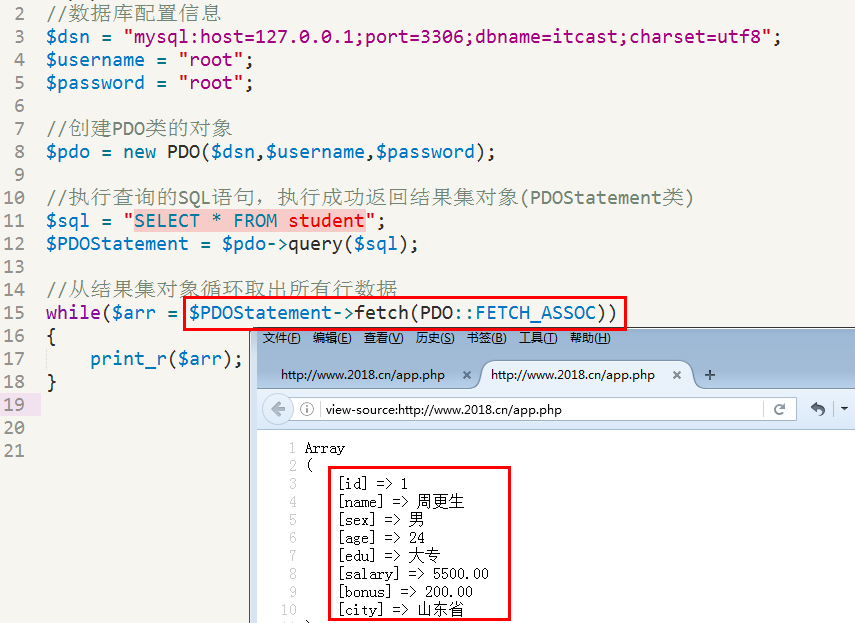 2 //数据库配置信息
3 $dsn = "mysql:host=127.0.0.1;port=3306;dbname=itcast;charset=utf8";
4 $username = "root";
5 $password = "root";
6
7 //创建PDO类的对象
8 $pdo = new PDO($dsn,$username,$password);
9
10 //执行查询的SQL语句，执行成功返回结果集对象(PDOStatement类)
11 $sql = "SELECT * FROM student";
12 $PDOStatement = $pdo->query($sql);
13
14 //从结果集对象循环取出所有行数据
15 while($arr = $PDOStatement->fetch(PDO::FETCH_ASSOC))
16 {
17 print_r($arr);
18 }
19
20
21
文件(F) 编辑(E) 查看(V) 历史(S) 书签(B) 工具(T) 帮助(H)
http://www.2018.cn/app.php × http://www.2018.cn/app.php × +
view-source:http://www.2018.cn/app.php
1 Array
2 (
3 [id] => 1
4 [name] => 周更生
5 [sex] => 男
6 [age] => 24
7 [edu] => 大专
8 [salary] => 5500.00
9 [bonus] => 200.00
10 [city] => 山东省